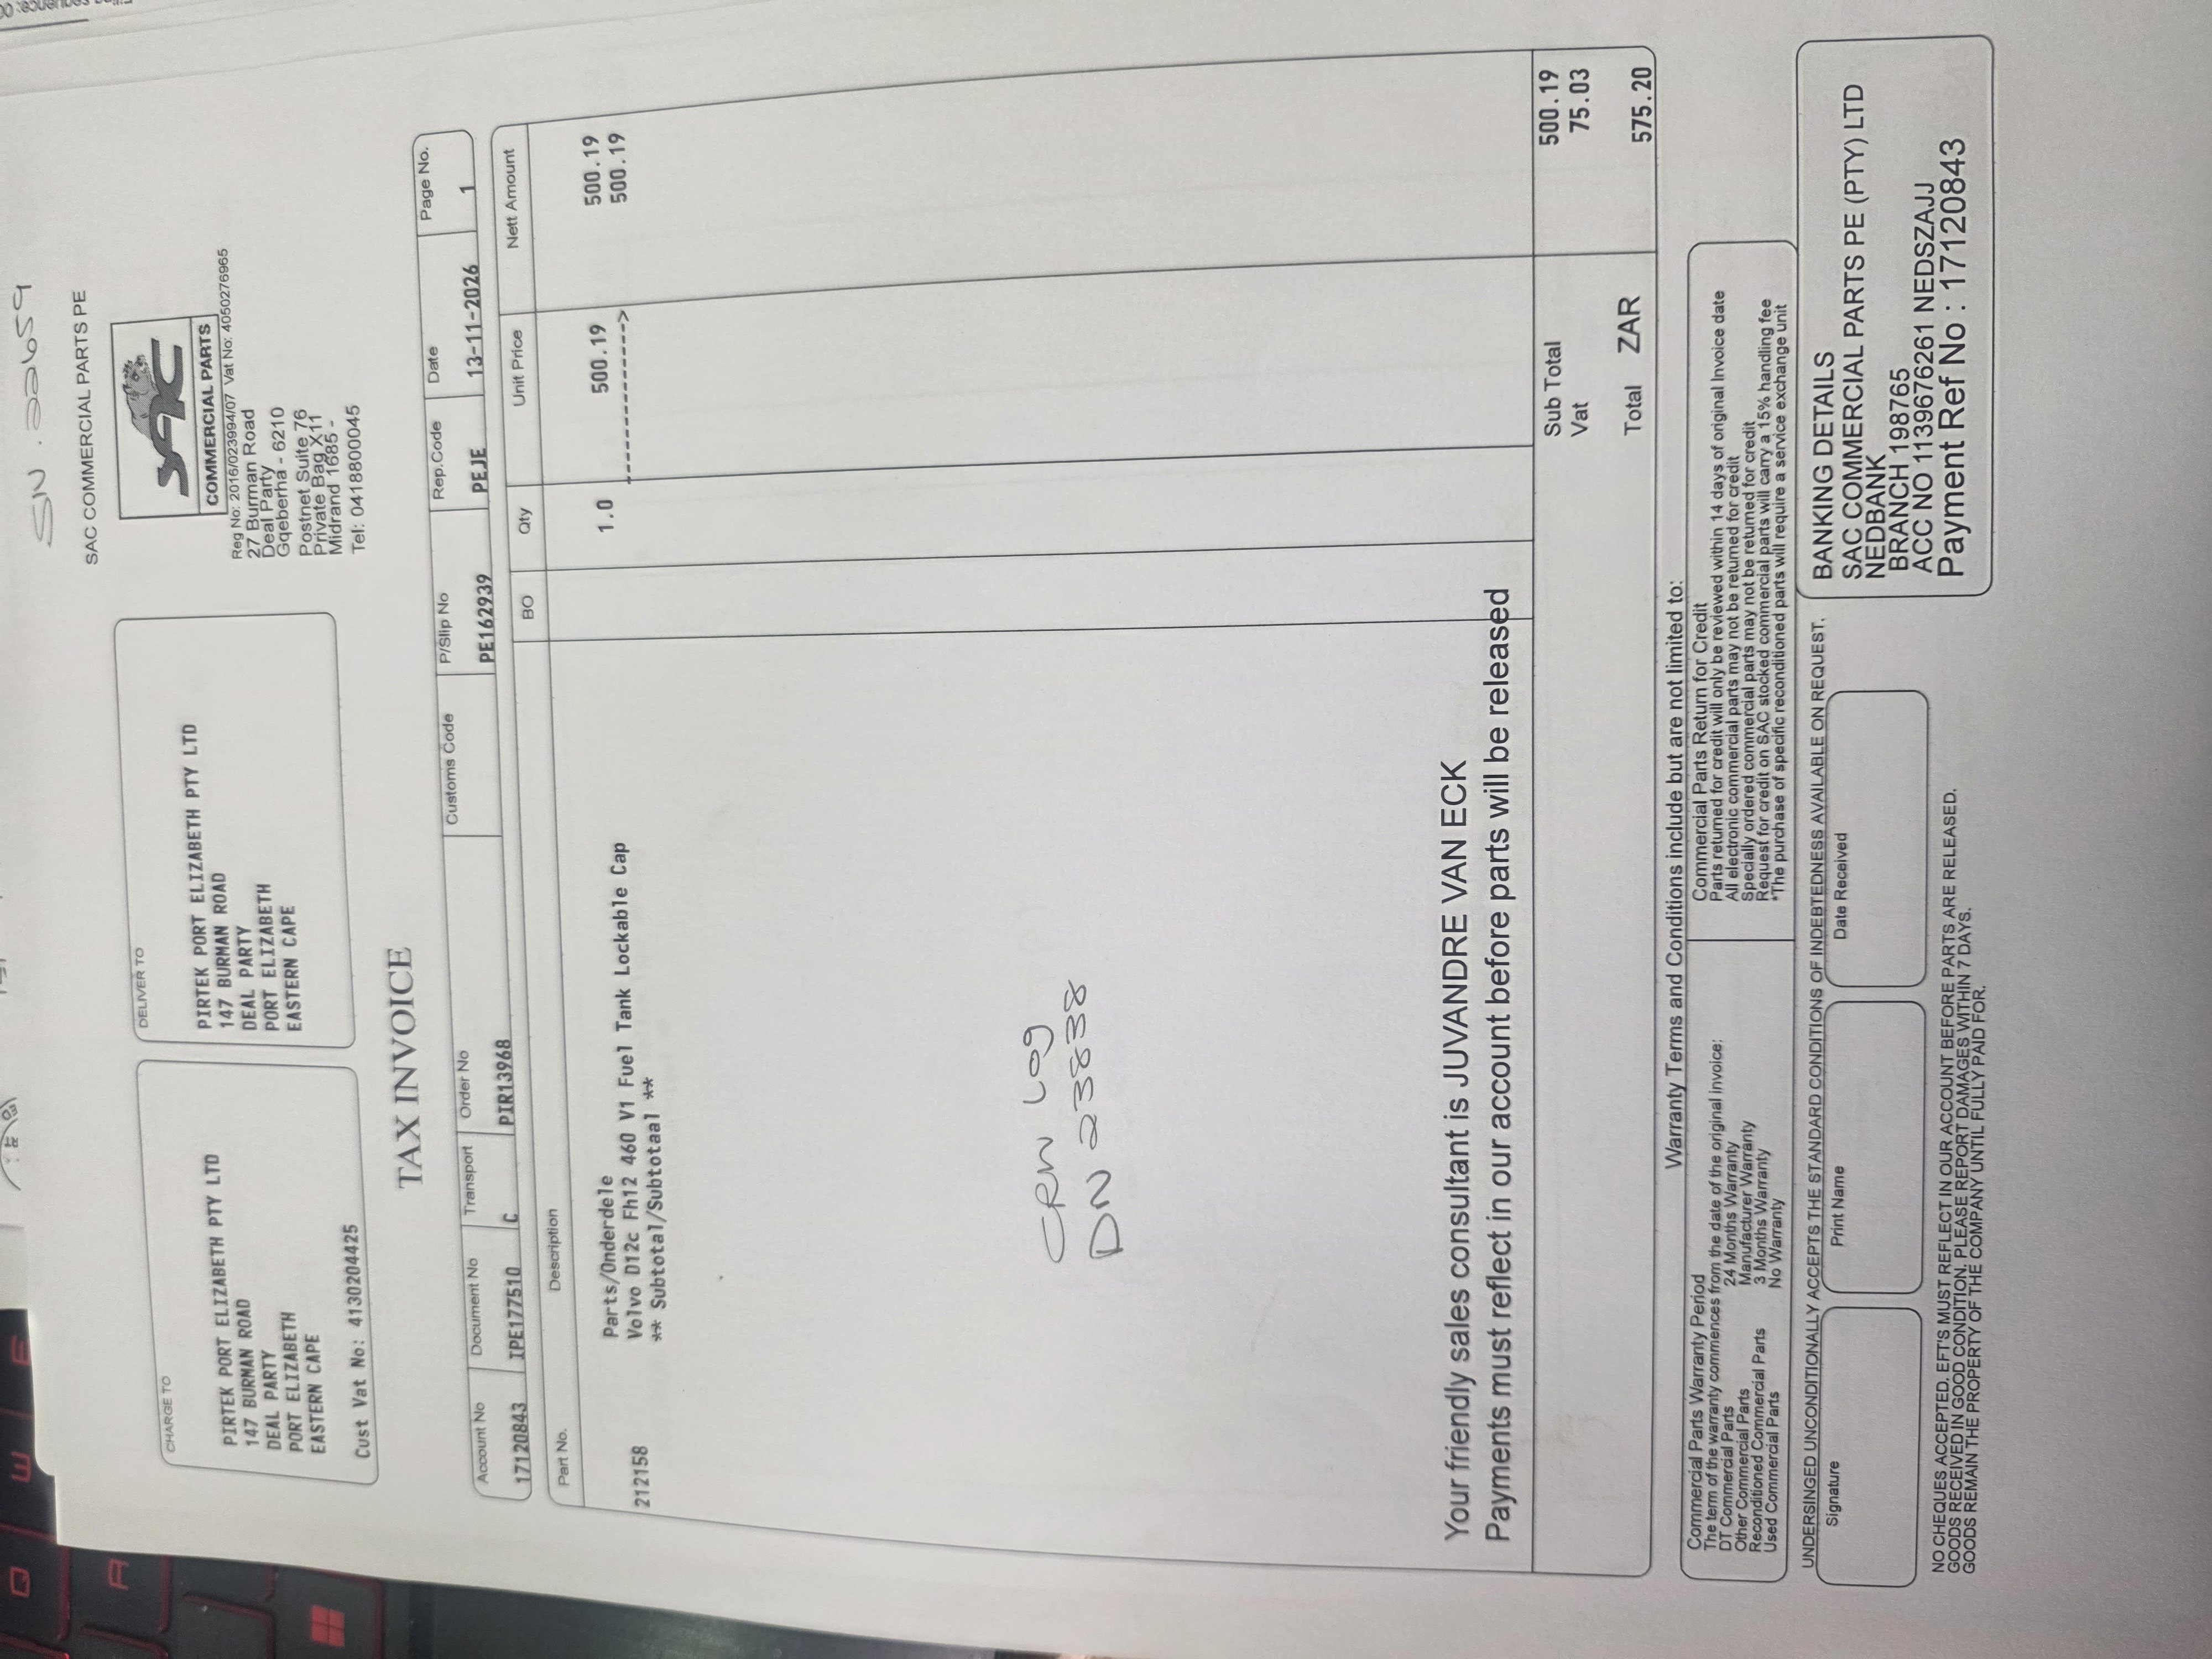 SN. 22659
SAC COMMERCIAL PARTS PE
SAC
COMMERCIAL PARTS
Reg No: 2016/023994/07 Vat No: 4050276965
27 Burman Road
Deal Party
Gqeberha - 6210
Postnet Suite 76
Private Bag X11
Midrand 1685 -
Tel: 0418800045
CHARGE TO
PIRTEK PORT ELIZABETH PTY LTD
147 BURMAN ROAD
DEAL PARTY
PORT ELIZABETH
EASTERN CAPE
Cust Vat No: 4130204425
DELIVER TO
PIRTEK PORT ELIZABETH PTY LTD
147 BURMAN ROAD
DEAL PARTY
PORT ELIZABETH
EASTERN CAPE
TAX INVOICE
Account No Document No Transport Order No Customs Code P/Slip No Rep.Code Date Page No.
17120843 IPE177510 C PIR13968 PE162939 PEJE 13-11-2026 1
Part No. Description BO Qty Unit Price Nett Amount
Parts/Onderdele
212158 Volvo D12c Fh12 460 V1 Fuel Tank Lockable Cap 1.0 500.19 500.19
** Subtotal/Subtotaal ** -------------> 500.19
CRW Log
DN 23838
Your friendly sales consultant is JUVANDRE VAN ECK
Payments must reflect in our account before parts will be released
Sub Total 500.19
Vat 75.03
Total ZAR 575.20
Warranty Terms and Conditions include but are not limited to:
Commercial Parts Warranty Period
The term of the warranty commences from the date of the original invoice:
DT Commercial Parts 24 Months Warranty
Other Commercial Parts Manufacturer Warranty
Reconditioned Commercial Parts 3 Months Warranty
Used Commercial Parts No Warranty
Commercial Parts Return for Credit
Parts returned for credit will only be reviewed within 14 days of original Invoice date
All electronic commercial parts may not be returned for credit
Specially ordered commercial parts may not be returned for credit
Request for credit on SAC stocked commercial parts will carry a 15% handling fee
*The purchase of specific reconditioned parts will require a service exchange unit
UNDERSINGED UNCONDITIONALLY ACCEPTS THE STANDARD CONDITIONS OF INDEBTEDNESS AVAILABLE ON REQUEST.
Signature Print Name Date Received
NO CHEQUES ACCEPTED. EFT'S MUST REFLECT IN OUR ACCOUNT BEFORE PARTS ARE RELEASED.
GOODS RECEIVED IN GOOD CONDITION. PLEASE REPORT DAMAGES WITHIN 7 DAYS.
GOODS REMAIN THE PROPERTY OF THE COMPANY UNTIL FULLY PAID FOR.
BANKING DETAILS
SAC COMMERCIAL PARTS PE (PTY) LTD
NEDBANK
BRANCH 198765
ACC NO 1139676261 NEDSZAJJ
Payment Ref No : 17120843
Q W E
A